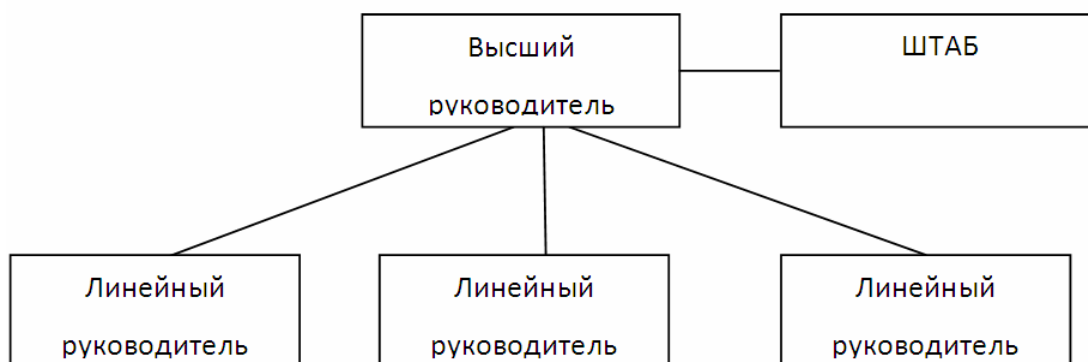 Высший
руководитель
ШТАБ
Линейный
руководитель
Линейный
руководитель
Линейный
руководитель